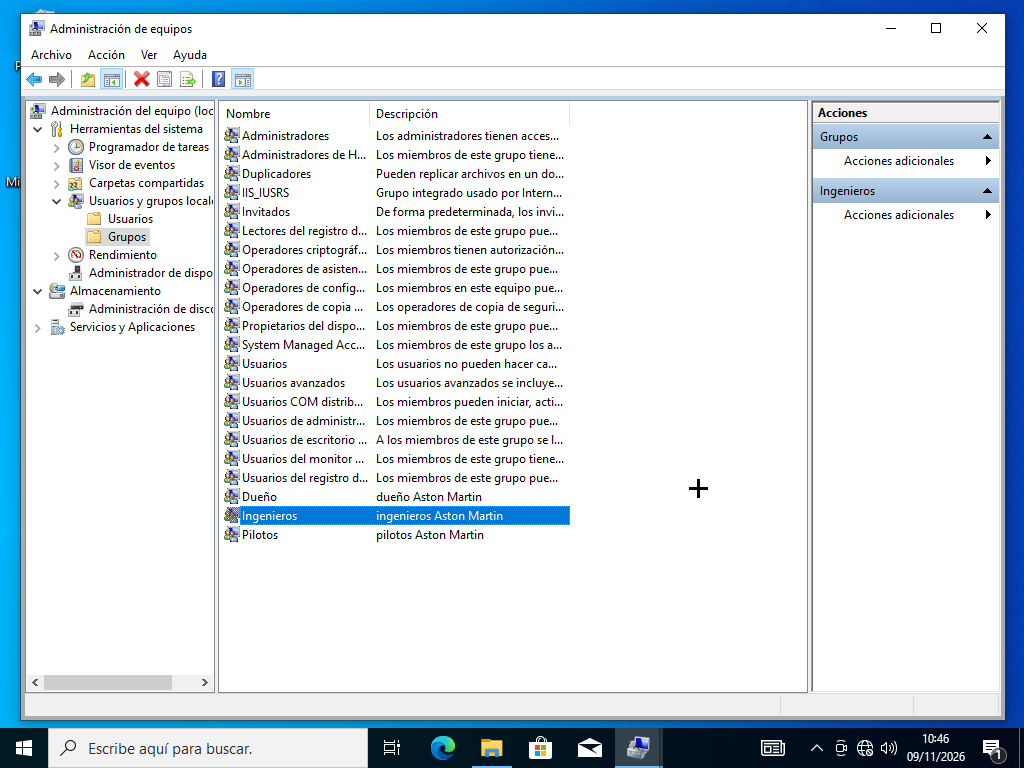 Administración de equipos
Archivo Acción Ver Ayuda
Administración del equipo (loc
Herramientas del sistema
Programador de tareas
Visor de eventos
Carpetas compartidas
Usuarios y grupos locale
Usuarios
Grupos
Rendimiento
Administrador de dispo
Almacenamiento
Administración de disco
Servicios y Aplicaciones
Nombre Descripción
Administradores Los administradores tienen acces...
Administradores de H... Los miembros de este grupo tiene...
Duplicadores Pueden replicar archivos en un do...
IIS_IUSRS Grupo integrado usado por Intern...
Invitados De forma predeterminada, los invi...
Lectores del registro d... Los miembros de este grupo pue...
Operadores criptográf... Los miembros tienen autorización...
Operadores de asisten... Los miembros de este grupo pue...
Operadores de config... Los miembros en este equipo pue...
Operadores de copia ... Los operadores de copia de seguri...
Propietarios del dispo... Los miembros de este grupo pue...
System Managed Acc... Los miembros de este grupo los a...
Usuarios Los usuarios no pueden hacer ca...
Usuarios avanzados Los usuarios avanzados se incluye...
Usuarios COM distrib... Los miembros pueden iniciar, acti...
Usuarios de administr... Los miembros de este grupo pue...
Usuarios de escritorio ... A los miembros de este grupo se l...
Usuarios del monitor ... Los miembros de este grupo tiene...
Usuarios del registro d... Los miembros de este grupo pue...
Dueño dueño Aston Martin
Ingenieros ingenieros Aston Martin
Pilotos pilotos Aston Martin
Acciones
Grupos
Acciones adicionales
Ingenieros
Acciones adicionales
Mi
Escribe aquí para buscar.
10:46
09/11/2026
1